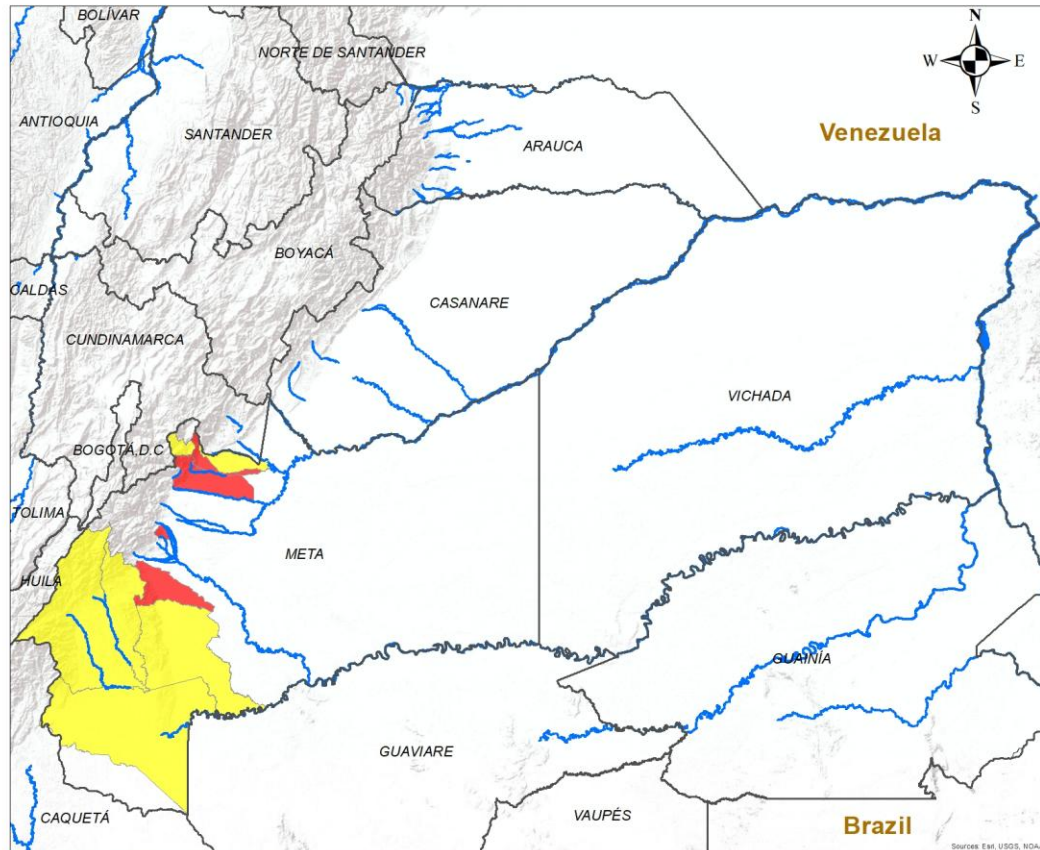 BOLÍVAR
N
NORTE DE SANTANDER
W
E
S
ANTIOQUIA
SANTANDER
ARAUCA
Venezuela
BOYACÁ
CALDAS
CASANARE
CUNDINAMARCA
VICHADA
BOGOTÁ,D.C
TOLIMA
META
HUILA
GUAINÍA
GUAVIARE
CAQUETÁ
VAUPÉS
Brazil
Sources: Esri, USGS, NOAA